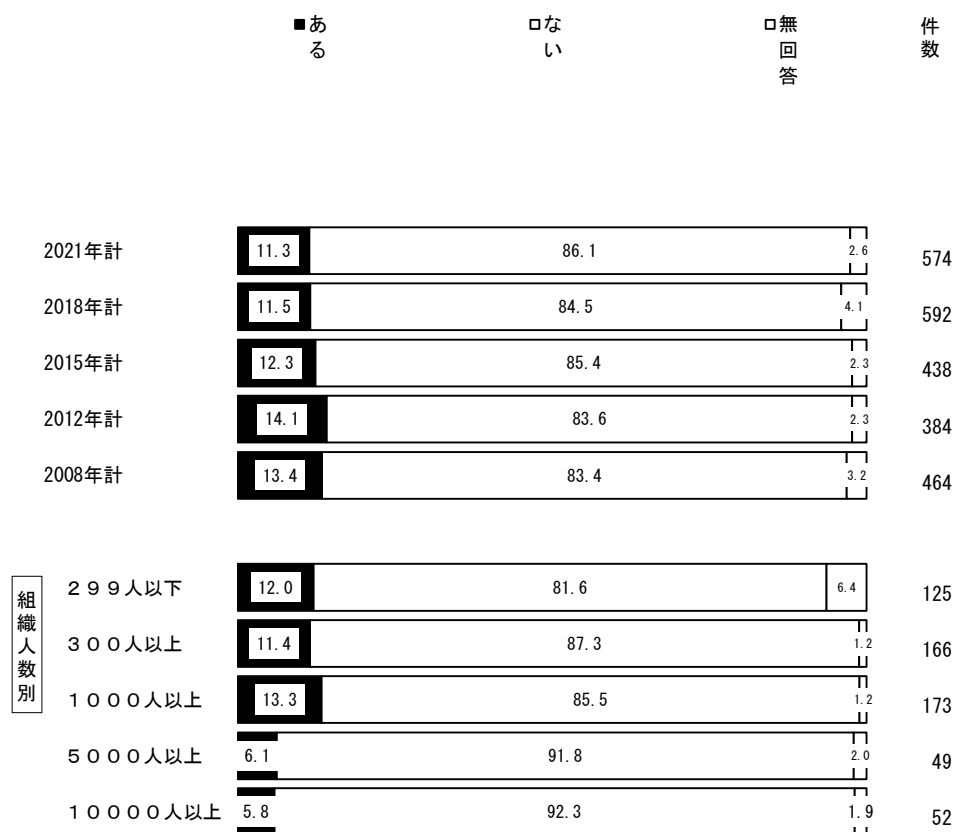 ■ある □ない □無回答 件数
2021年計 11.3 86.1 2.6 574
2018年計 11.5 84.5 4.1 592
2015年計 12.3 85.4 2.3 438
2012年計 14.1 83.6 2.3 384
2008年計 13.4 83.4 3.2 464
組織人数別
２９９人以下 12.0 81.6 6.4 125
３００人以上 11.4 87.3 1.2 166
１０００人以上 13.3 85.5 1.2 173
５０００人以上 6.1 91.8 2.0 49
１００００人以上 5.8 92.3 1.9 52